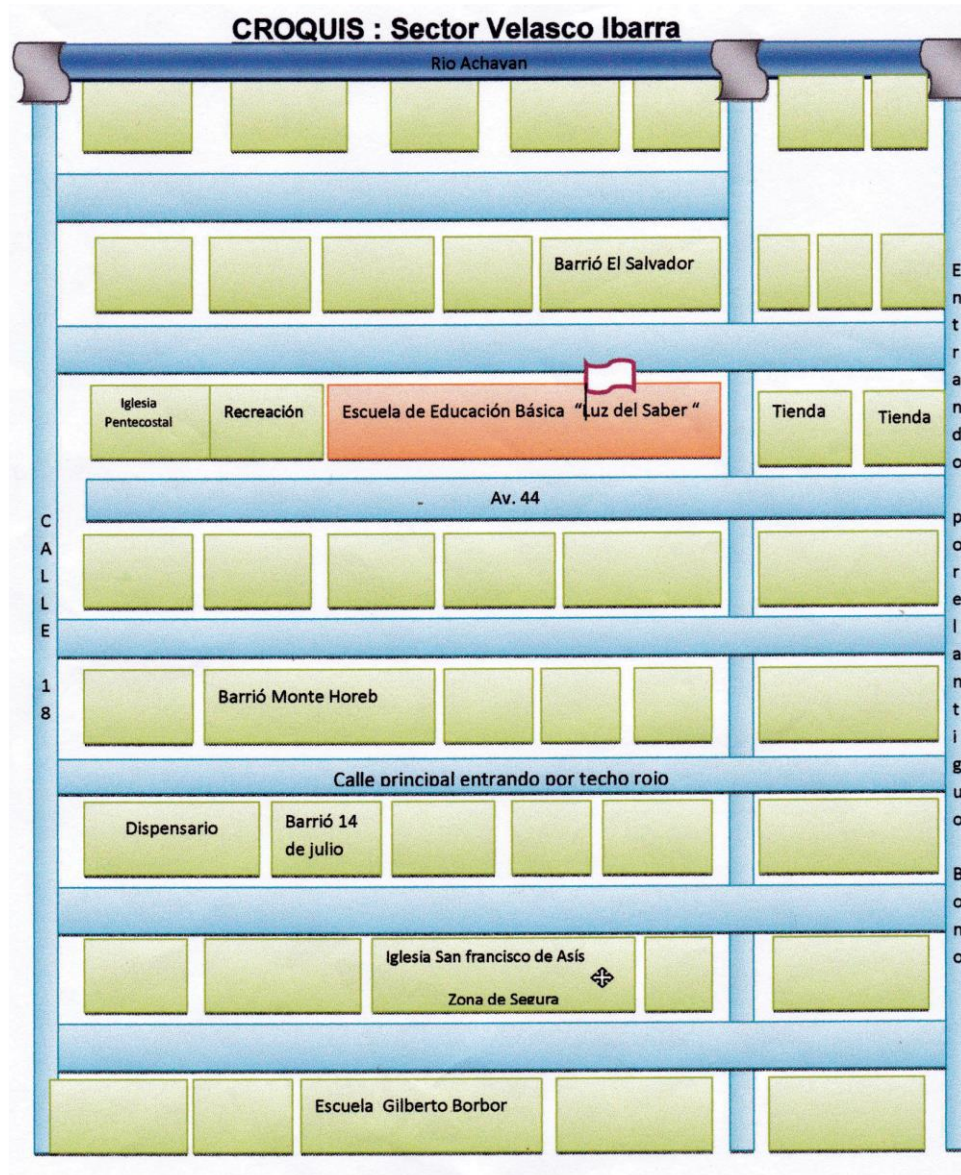 CROQUIS : Sector Velasco Ibarra
Rio Achavan
Barrió El Salvador
Iglesia
Pentecostal
Recreación
Escuela de Educación Básica “Luz del Saber “
Tienda
Tienda
Av. 44
Barrió Monte Horeb
Calle principal entrando por techo rojo
Dispensario
Barrió 14
de julio
Iglesia San francisco de Asís
Zona de Segura
Escuela Gilberto Borbor
CALLE 18
Entrando por el antiguo Bono